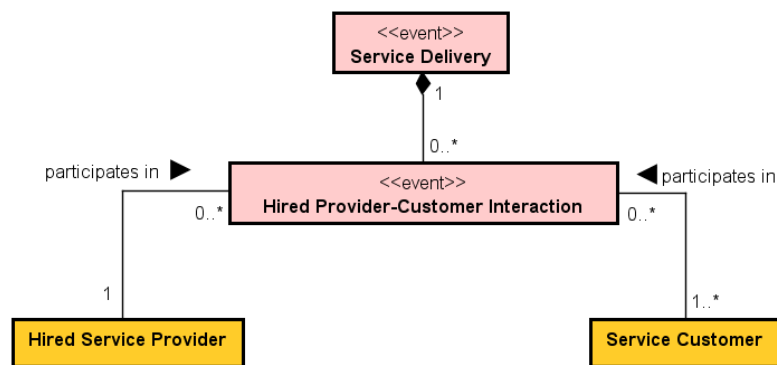 <<event>>
Service Delivery
1
0..*
participates in
participates in
<<event>>
Hired Provider-Customer Interaction
0..*
0..*
1
1..*
Hired Service Provider
Service Customer